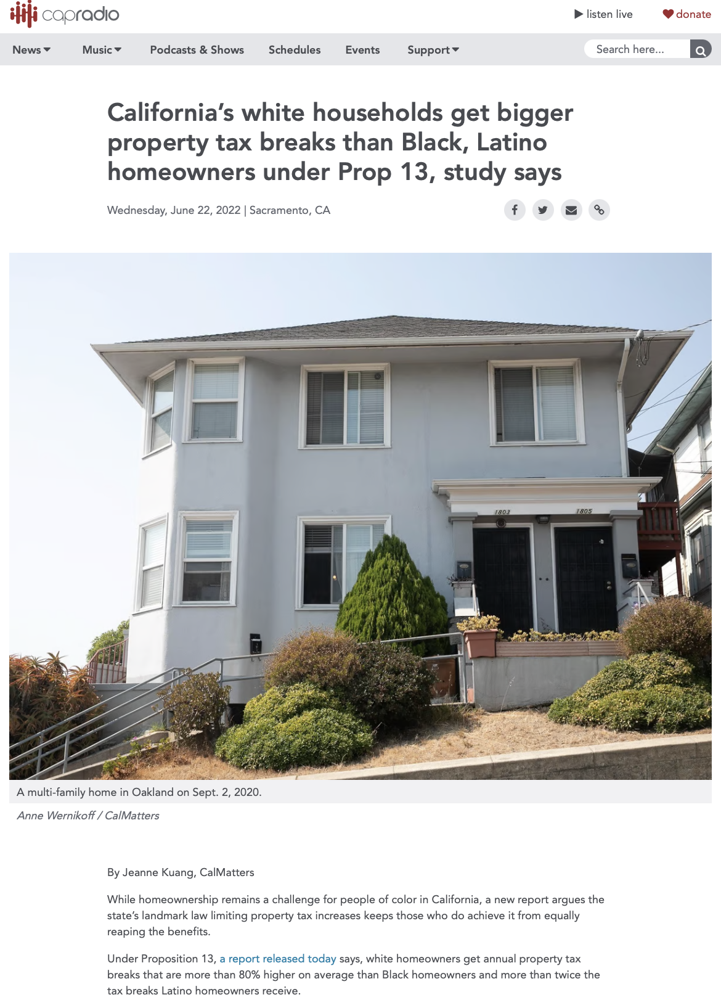 capradio
listen live
donate
News
Music
Podcasts & Shows
Schedules
Events
Support
Search here...
California’s white households get bigger
property tax breaks than Black, Latino
homeowners under Prop 13, study says
Wednesday, June 22, 2022 | Sacramento, CA
1803
1805
A multi-family home in Oakland on Sept. 2, 2020.
Anne Wernikoff / CalMatters
By Jeanne Kuang, CalMatters
While homeownership remains a challenge for people of color in California, a new report argues the
state’s landmark law limiting property tax increases keeps those who do achieve it from equally
reaping the benefits.
Under Proposition 13, a report released today says, white homeowners get annual property tax
breaks that are more than 80% higher on average than Black homeowners and more than twice the
tax breaks Latino homeowners receive.